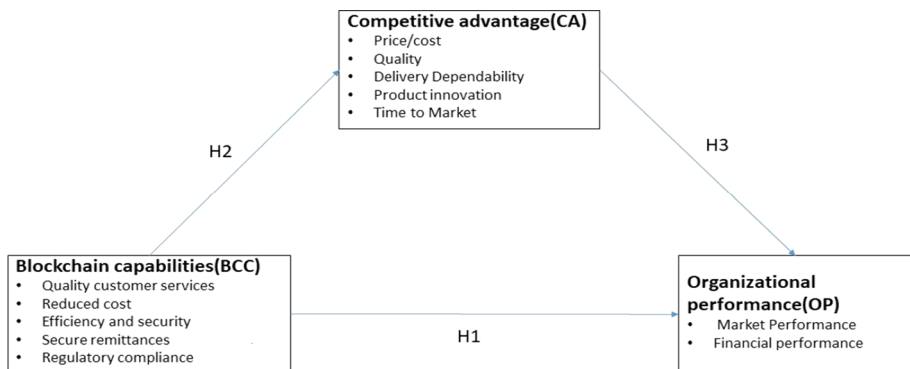 Competitive advantage(CA)
• Price/cost
• Quality
• Delivery Dependability
• Product innovation
• Time to Market
H2
H3
Blockchain capabilities(BCC)
• Quality customer services
• Reduced cost
• Efficiency and security
• Secure remittances
• Regulatory compliance
H1
Organizational
performance(OP)
• Market Performance
• Financial performance